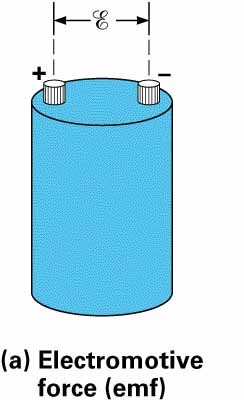 ℰ
+ −
(a) Electromotive
force (emf)